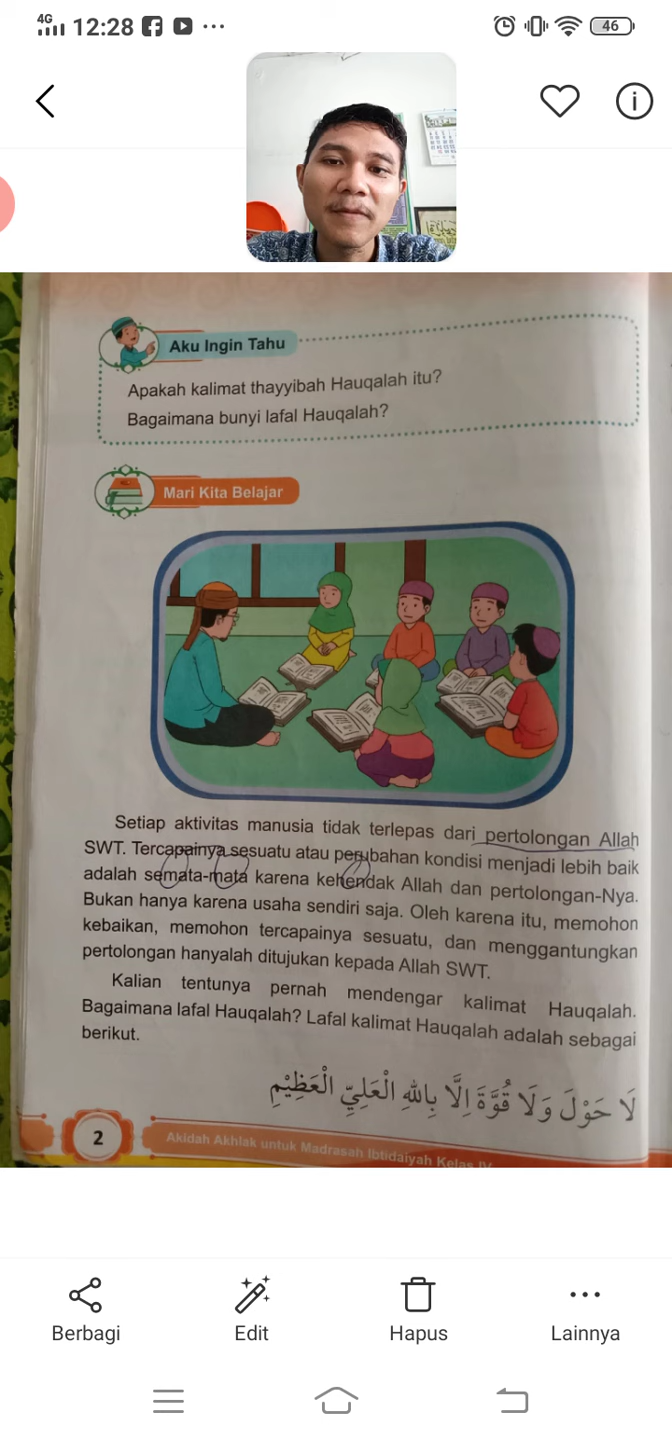 4G 12:28 46
Aku Ingin Tahu
Apakah kalimat thayyibah Hauqalah itu?
Bagaimana bunyi lafal Hauqalah?
Mari Kita Belajar
Setiap aktivitas manusia tidak terlepas dari pertolongan Allah
SWT. Tercapainya sesuatu atau perubahan kondisi menjadi lebih baik
adalah semata-mata karena kehendak Allah dan pertolongan-Nya.
Bukan hanya karena usaha sendiri saja. Oleh karena itu, memohon
kebaikan, memohon tercapainya sesuatu, dan menggantungkan
pertolongan hanyalah ditujukan kepada Allah SWT.
Kalian tentunya pernah mendengar kalimat Hauqalah.
Bagaimana lafal Hauqalah? Lafal kalimat Hauqalah adalah sebagai
berikut.
لَا حَوْلَ وَلَا قُوَّةَ اِلَّا بِاللهِ الْعَلِيِّ الْعَظِيْمِ
2 Akidah Akhlak untuk Madrasah Ibtidaiyah Kelas IV
Berbagi Edit Hapus Lainnya